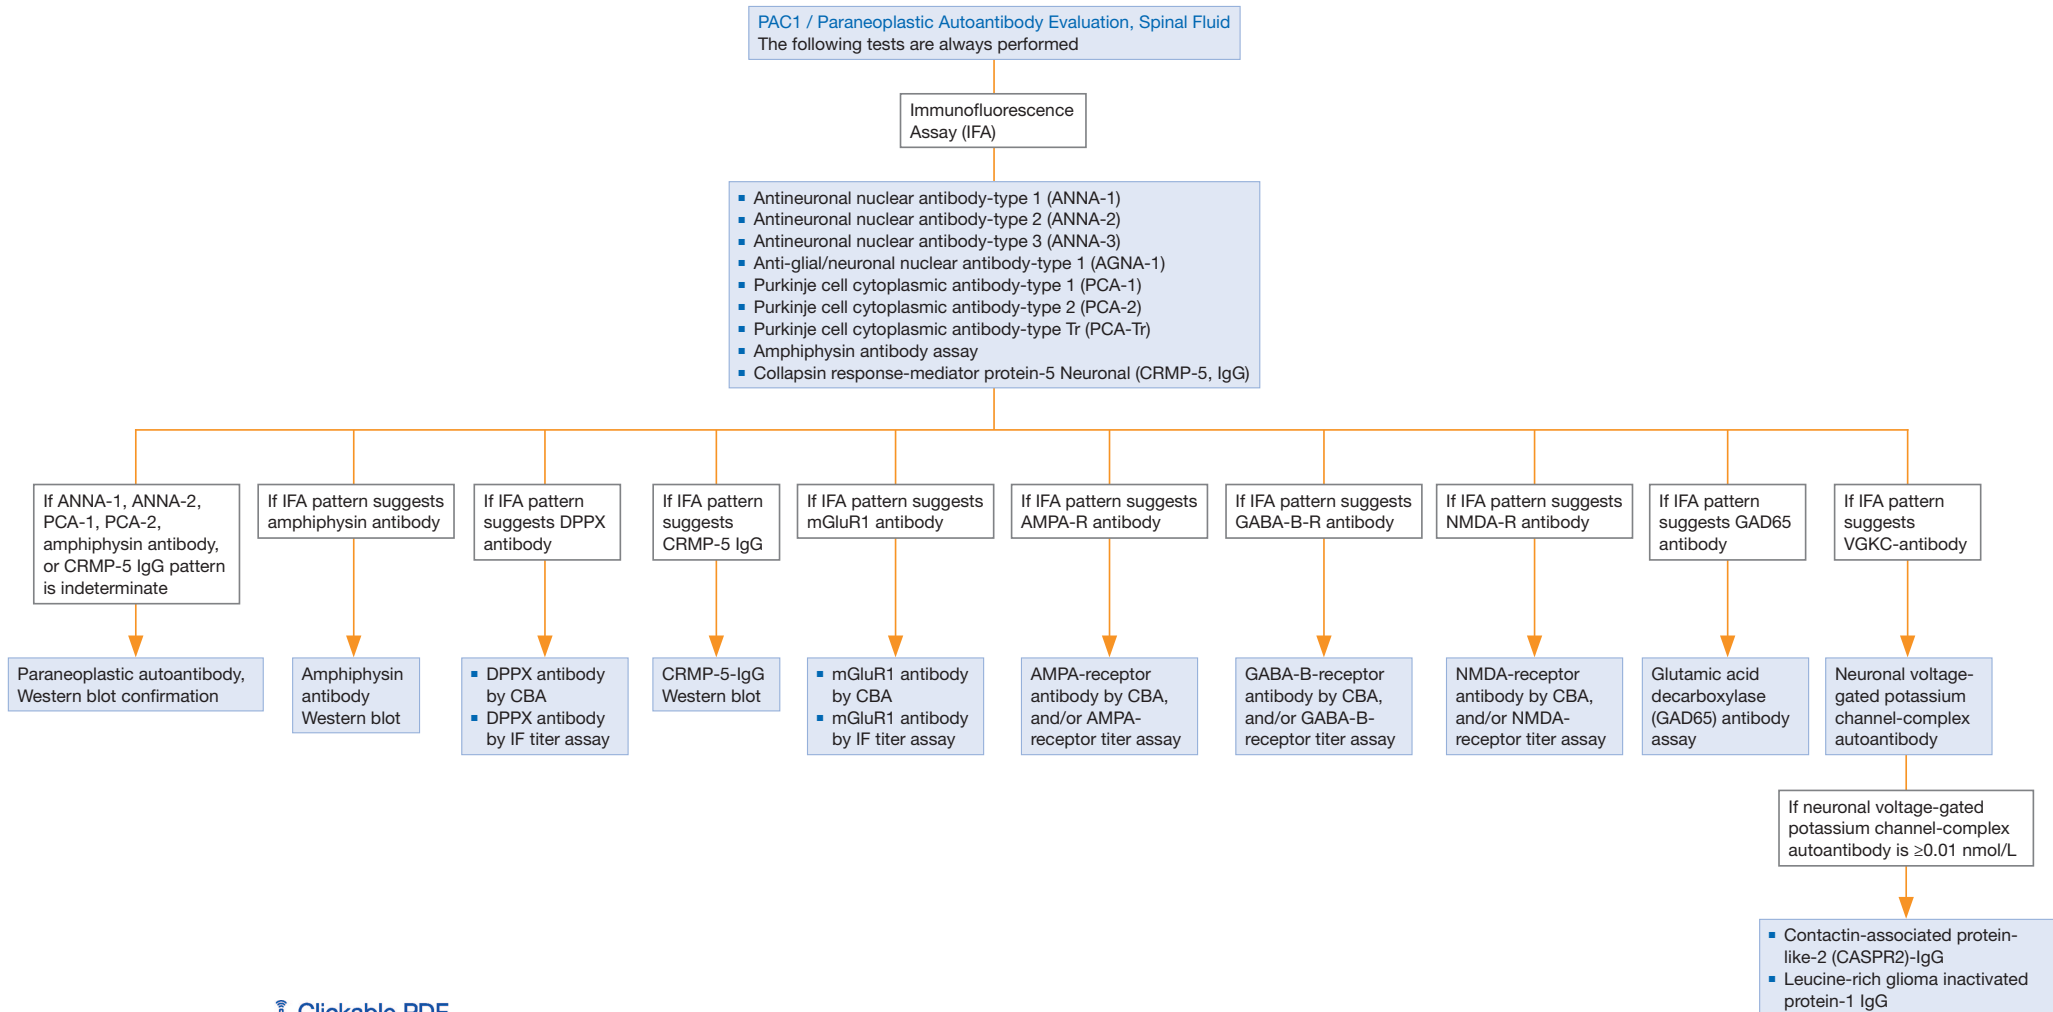 PAC1 / Paraneoplastic Autoantibody Evaluation, Spinal Fluid
The following tests are always performed
Immunofluorescence
Assay (IFA)
▪ Antineuronal nuclear antibody-type 1 (ANNA-1)
▪ Antineuronal nuclear antibody-type 2 (ANNA-2)
▪ Antineuronal nuclear antibody-type 3 (ANNA-3)
▪ Anti-glial/neuronal nuclear antibody-type 1 (AGNA-1)
▪ Purkinje cell cytoplasmic antibody-type 1 (PCA-1)
▪ Purkinje cell cytoplasmic antibody-type 2 (PCA-2)
▪ Purkinje cell cytoplasmic antibody-type Tr (PCA-Tr)
▪ Amphiphysin antibody assay
▪ Collapsin response-mediator protein-5 Neuronal (CRMP-5, IgG)
If ANNA-1, ANNA-2,
PCA-1, PCA-2,
amphiphysin antibody,
or CRMP-5 IgG pattern
is indeterminate
If IFA pattern suggests
amphiphysin antibody
If IFA pattern
suggests DPPX
antibody
If IFA pattern
suggests
CRMP-5 IgG
If IFA pattern suggests
mGluR1 antibody
If IFA pattern suggests
AMPA-R antibody
If IFA pattern suggests
GABA-B-R antibody
If IFA pattern suggests
NMDA-R antibody
If IFA pattern
suggests GAD65
antibody
If IFA pattern
suggests
VGKC-antibody
Paraneoplastic autoantibody,
Western blot confirmation
Amphiphysin
antibody
Western blot
▪ DPPX antibody
by CBA
▪ DPPX antibody
by IF titer assay
CRMP-5-IgG
Western blot
▪ mGluR1 antibody
by CBA
▪ mGluR1 antibody
by IF titer assay
AMPA-receptor
antibody by CBA,
and/or AMPA-
receptor titer assay
GABA-B-receptor
antibody by CBA,
and/or GABA-B-
receptor titer assay
NMDA-receptor
antibody by CBA,
and/or NMDA-
receptor titer assay
Glutamic acid
decarboxylase
(GAD65) antibody
assay
Neuronal voltage-
gated potassium
channel-complex
autoantibody
If neuronal voltage-gated
potassium channel-complex
autoantibody is ≥0.01 nmol/L
▪ Contactin-associated protein-
like-2 (CASPR2)-IgG
▪ Leucine-rich glioma inactivated
protein-1 IgG
Clickable PDF